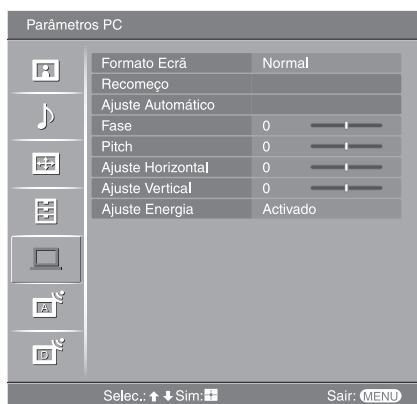 Parâmetros PC
Formato Ecrã Normal
Recomeço
Ajuste Automático
Fase 0
Pitch 0
Ajuste Horizontal 0
Ajuste Vertical 0
Ajuste Energia Activado
A
D
Selec.: Sim: Sair: MENU